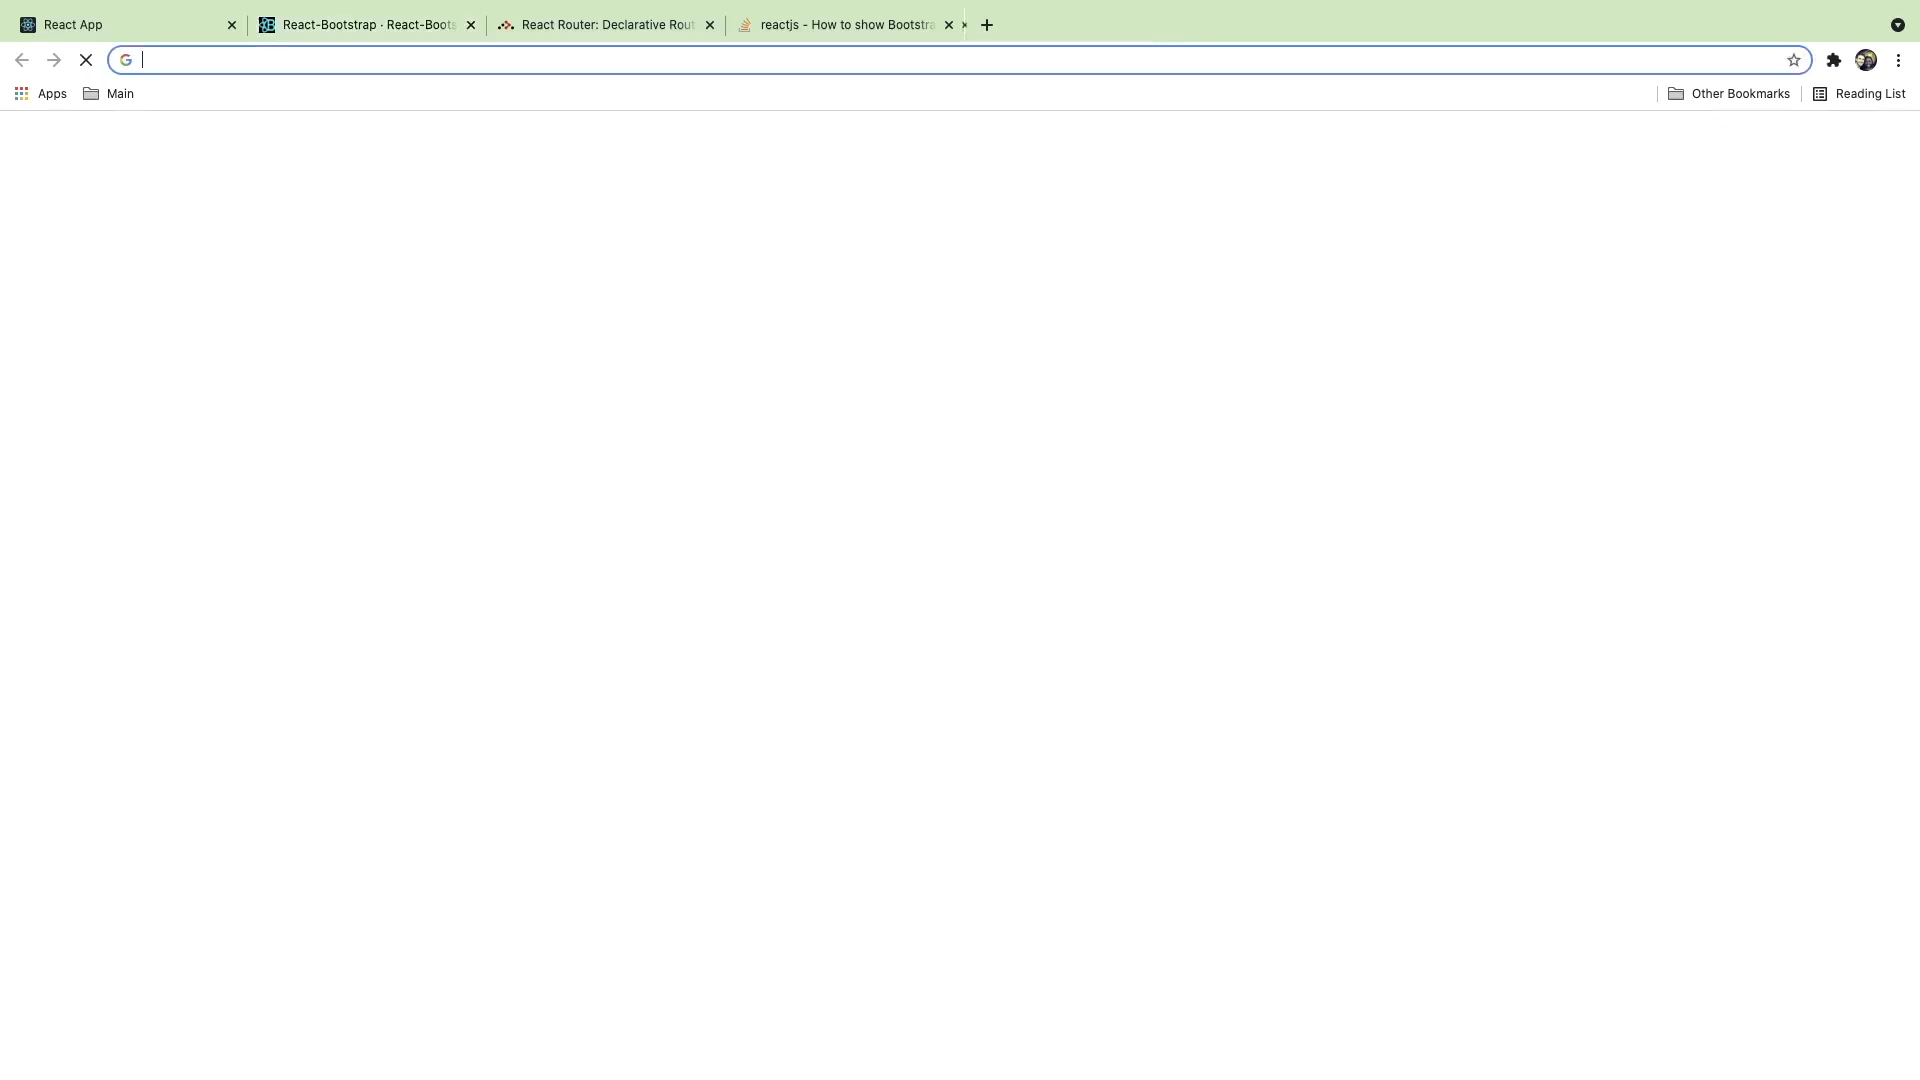 React App
React-Bootstrap · React-Boots
React Router: Declarative Rout
reactjs - How to show Bootstra
Apps
Main
Other Bookmarks
Reading List